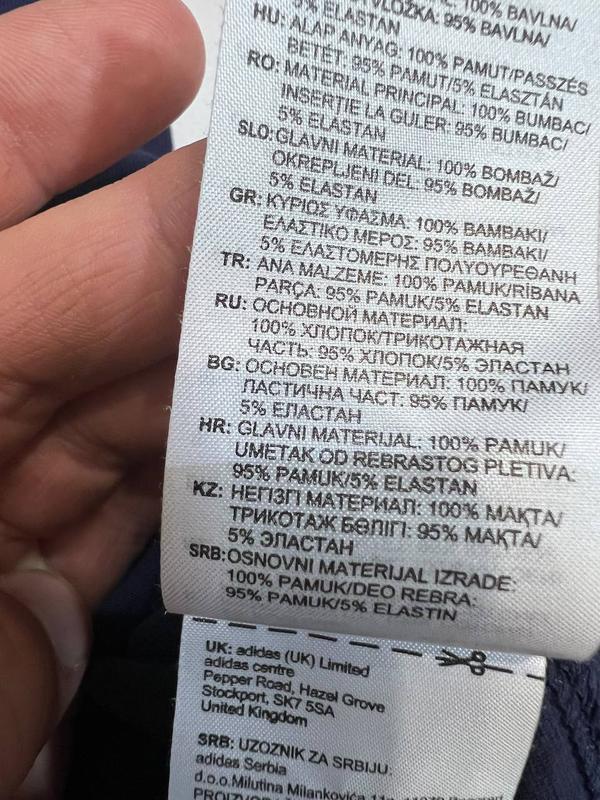 100% BAVLNA/
VLOŽKA: 95% BAVLNA/
5% ELASTAN
HU: ALAP ANYAG: 100% PAMUT/PASSZÉS
BETÉT: 95% PAMUT/5% ELASZTÁN
RO: MATERIAL PRINCIPAL: 100% BUMBAC/
INSERȚIE LA GULER: 95% BUMBAC/
5% ELASTAN
SLO: GLAVNI MATERIAL: 100% BOMBAŽ/
OKREPLJENI DEL: 95% BOMBAŽ/
5% ELASTAN
GR: ΚΥΡΙΩΣ ΥΦΑΣΜΑ: 100% ΒΑΜΒΑΚΙ/
ΕΛΑΣΤΙΚΟ ΜΕΡΟΣ: 95% ΒΑΜΒΑΚΙ/
5% ΕΛΑΣΤΟΜΕΡΗΣ ΠΟΛΥΟΥΡΕΘΑΝΗ
TR: ANA MALZEME: 100% PAMUK/RİBANA
PARÇA: 95% PAMUK/5% ELASTAN
RU: ОСНОВНОЙ МАТЕРИАЛ:
100% ХЛОПОК/ТРИКОТАЖНАЯ
ЧАСТЬ: 95% ХЛОПОК/5% ЭЛАСТАН
BG: ОСНОВЕН МАТЕРИАЛ: 100% ПАМУК/
ЛАСТИЧНА ЧАСТ: 95% ПАМУК/
5% ЕЛАСТАН
HR: GLAVNI MATERIJAL: 100% PAMUK/
UMETAK OD REBRASTOG PLETIVA:
95% PAMUK/5% ELASTAN
KZ: НЕГІЗГІ МАТЕРИАЛ: 100% МАҚТА/
ТРИКОТАЖ БӨЛІГІ: 95% МАҚТА/
5% ЭЛАСТАН
SRB: OSNOVNI MATERIJAL IZRADE:
100% PAMUK/DEO REBRA:
95% PAMUK/5% ELASTIN
UK: adidas (UK) Limited
adidas centre
Pepper Road, Hazel Grove
Stockport, SK7 5SA
United Kingdom
SRB: UZOZNIK ZA SRBIJU:
adidas Serbia
d.o.o. Milutina Milankovića